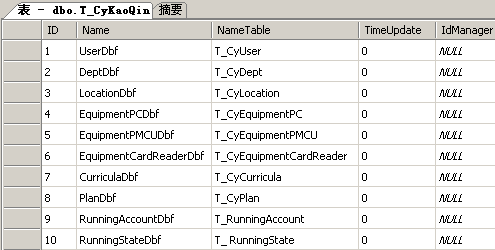 表 - dbo.T_CyKaoQin 摘要
ID Name NameTable TimeUpdate IdManager
1 UserDbf T_CyUser 0 NULL
2 DeptDbf T_CyDept 0 NULL
3 LocationDbf T_CyLocation 0 NULL
4 EquipmentPCDbf T_CyEquipmentPC 0 NULL
5 EquipmentPMCUDbf T_CyEquipmentPMCU 0 NULL
6 EquipmentCardReaderDbf T_CyEquipmentCardReader 0 NULL
7 CurriculaDbf T_CyCurricula 0 NULL
8 PlanDbf T_CyPlan 0 NULL
9 RunningAccountDbf T_RunningAccount 0 NULL
10 RunningStateDbf T_ RunningState 0 NULL